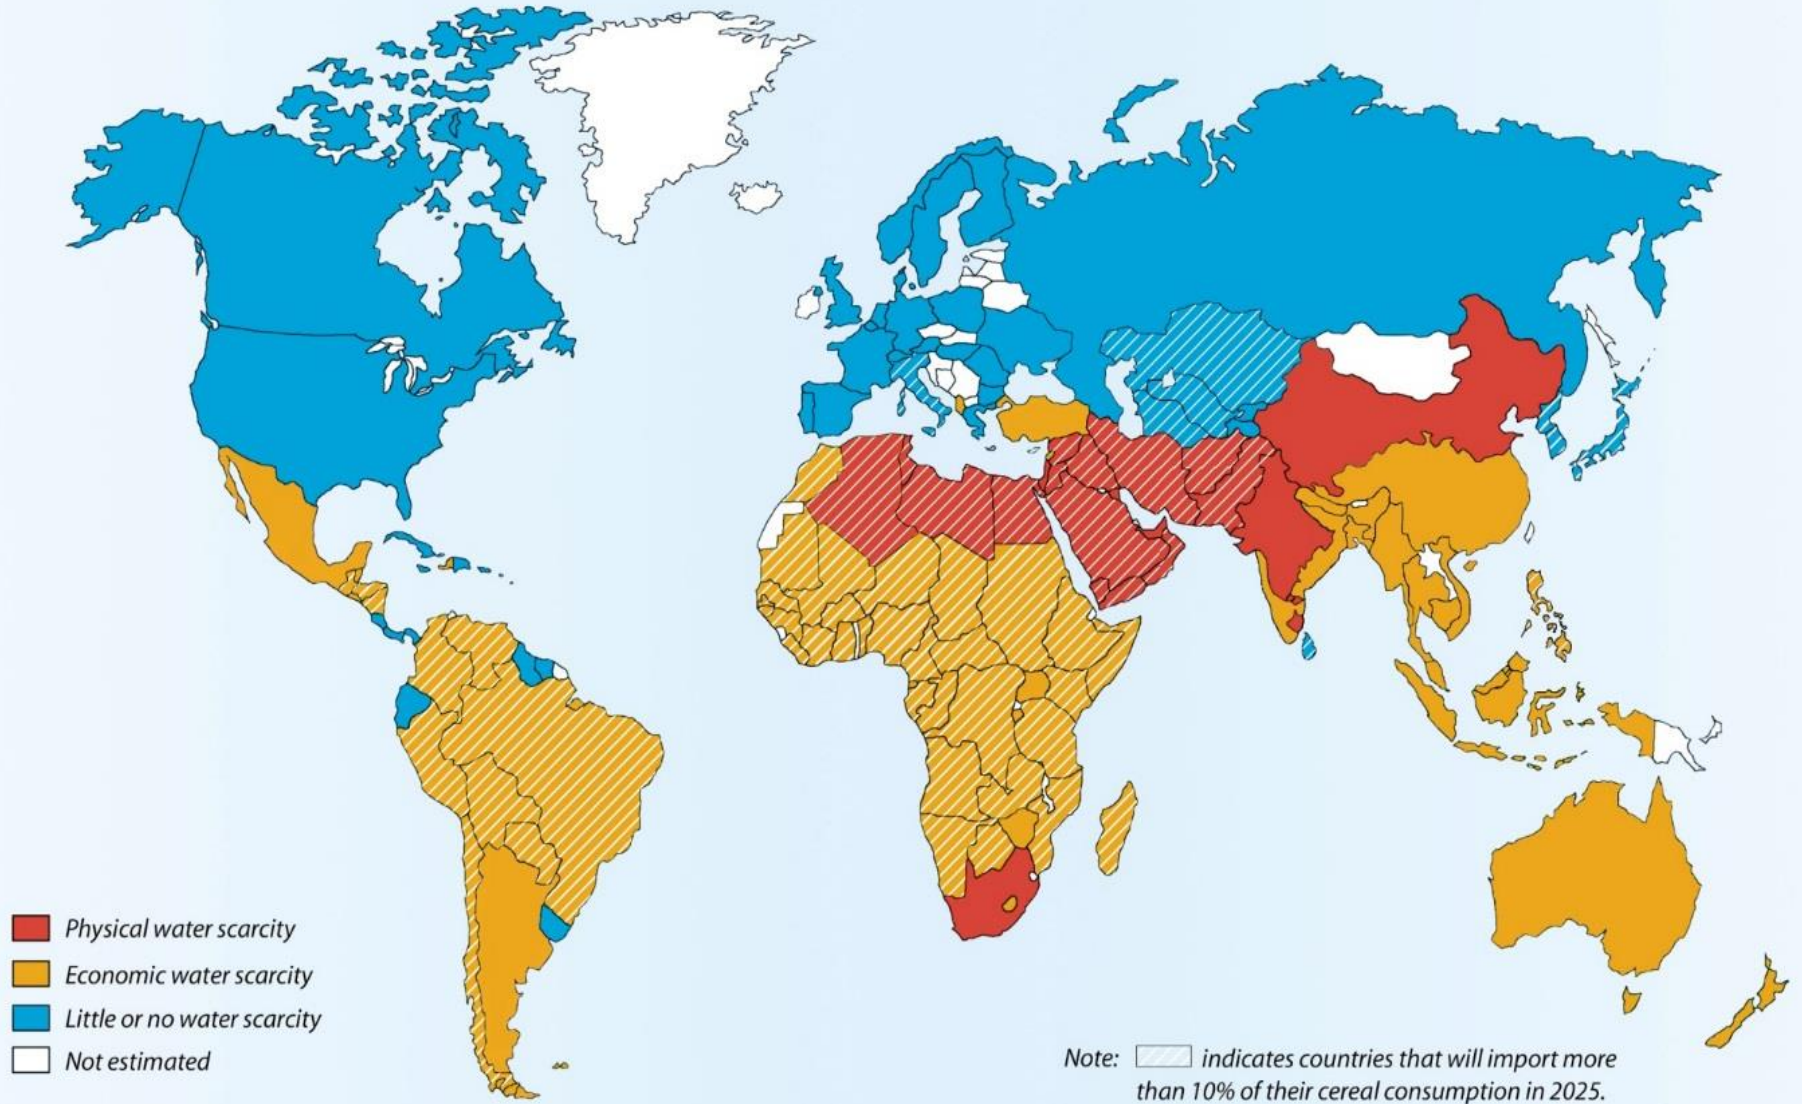 Physical water scarcity
Economic water scarcity
Little or no water scarcity
Not estimated
Note: indicates countries that will import more
than 10% of their cereal consumption in 2025.